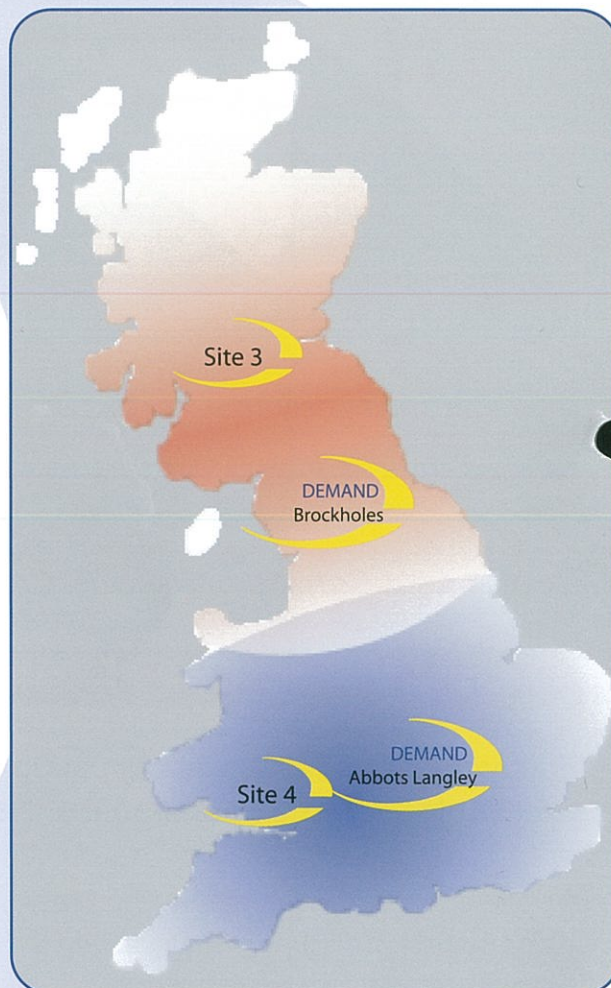 Site 3
DEMAND
Brockholes
DEMAND
Abbots Langley
Site 4